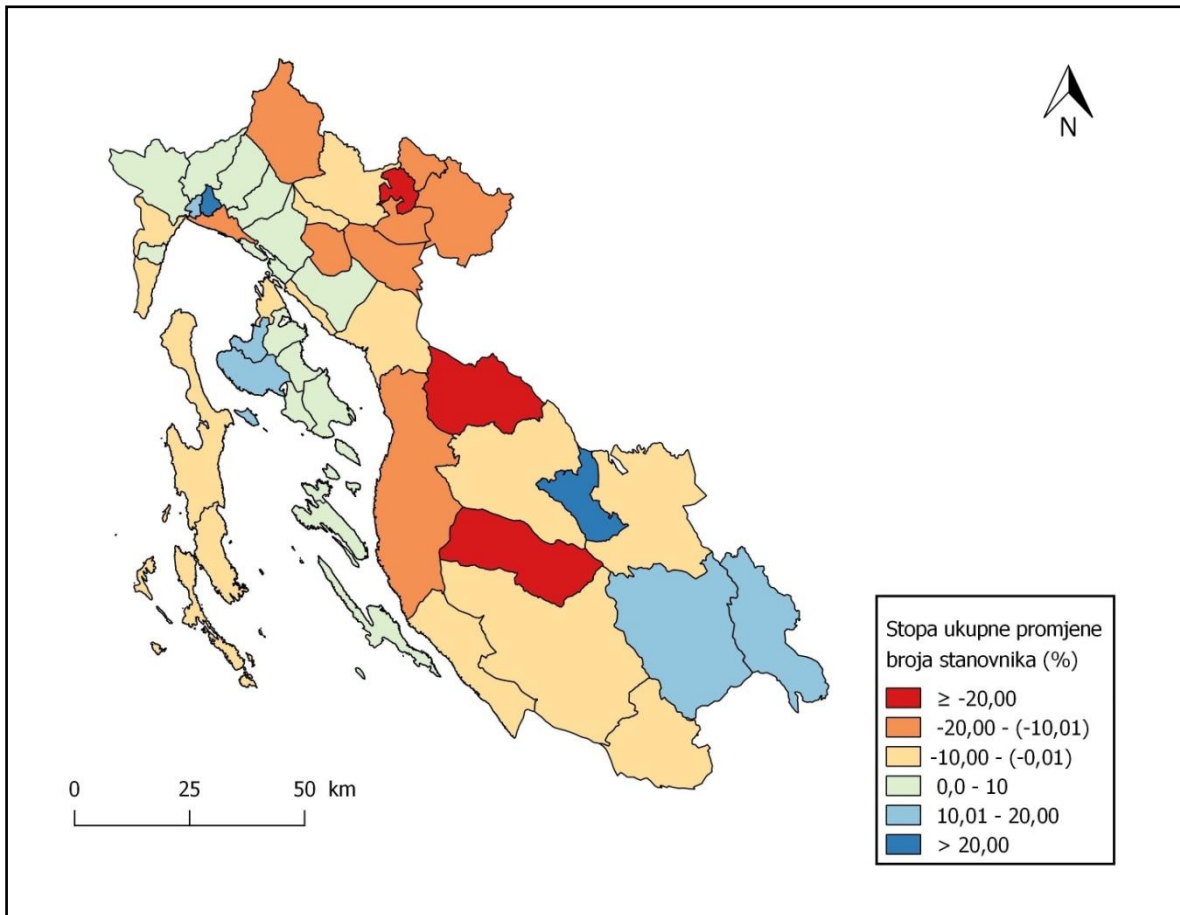 N
Stopa ukupne promjene
broja stanovnika (%)
≥ -20,00
-20,00 - (-10,01)
-10,00 - (-0,01)
0,0 - 10
10,01 - 20,00
> 20,00
0 25 50 km